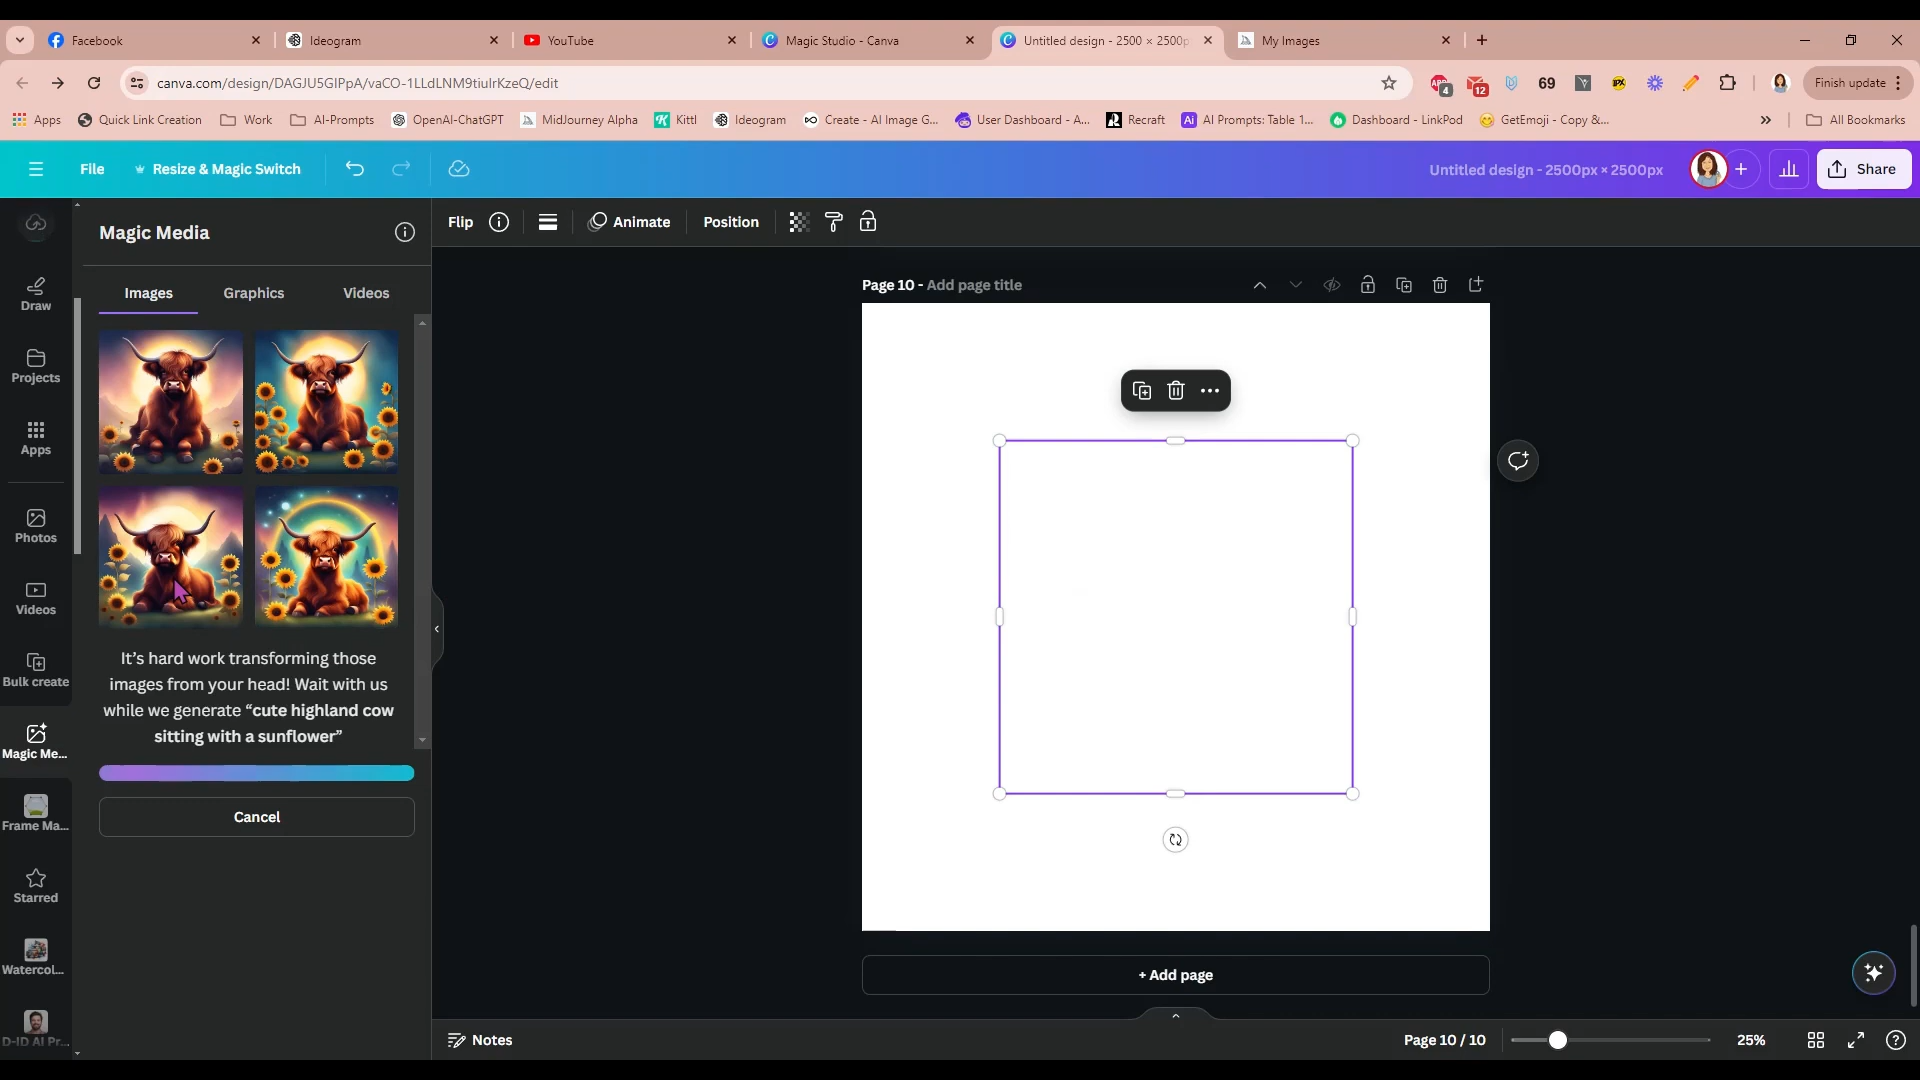 Facebook
Ideogram
YouTube
Magic Studio - Canva
Untitled design - 2500 × 2500p
My Images
canva.com/design/DAGJU5GIPpA/vaCO-1LLdLNM9tiuIrKzeQ/edit
4
12
69
Finish update
Apps
Quick Link Creation
Work
AI-Prompts
OpenAI-ChatGPT
MidJourney Alpha
Kittl
Ideogram
Create - AI Image G...
User Dashboard - A...
Recraft
AI Prompts: Table 1...
Dashboard - LinkPod
GetEmoji - Copy &...
All Bookmarks
File
Resize & Magic Switch
Untitled design - 2500px × 2500px
Share
Magic Media
Flip
Animate
Position
Images
Graphics
Videos
Page 10 - Add page title
Draw
Projects
Apps
Photos
Videos
Bulk create
Magic Me...
Frame Ma...
Starred
Watercol...
D-ID AI Pr...
It's hard work transforming those
images from your head! Wait with us
while we generate “cute highland cow
sitting with a sunflower”
Cancel
+ Add page
Notes
Page 10 / 10
25%